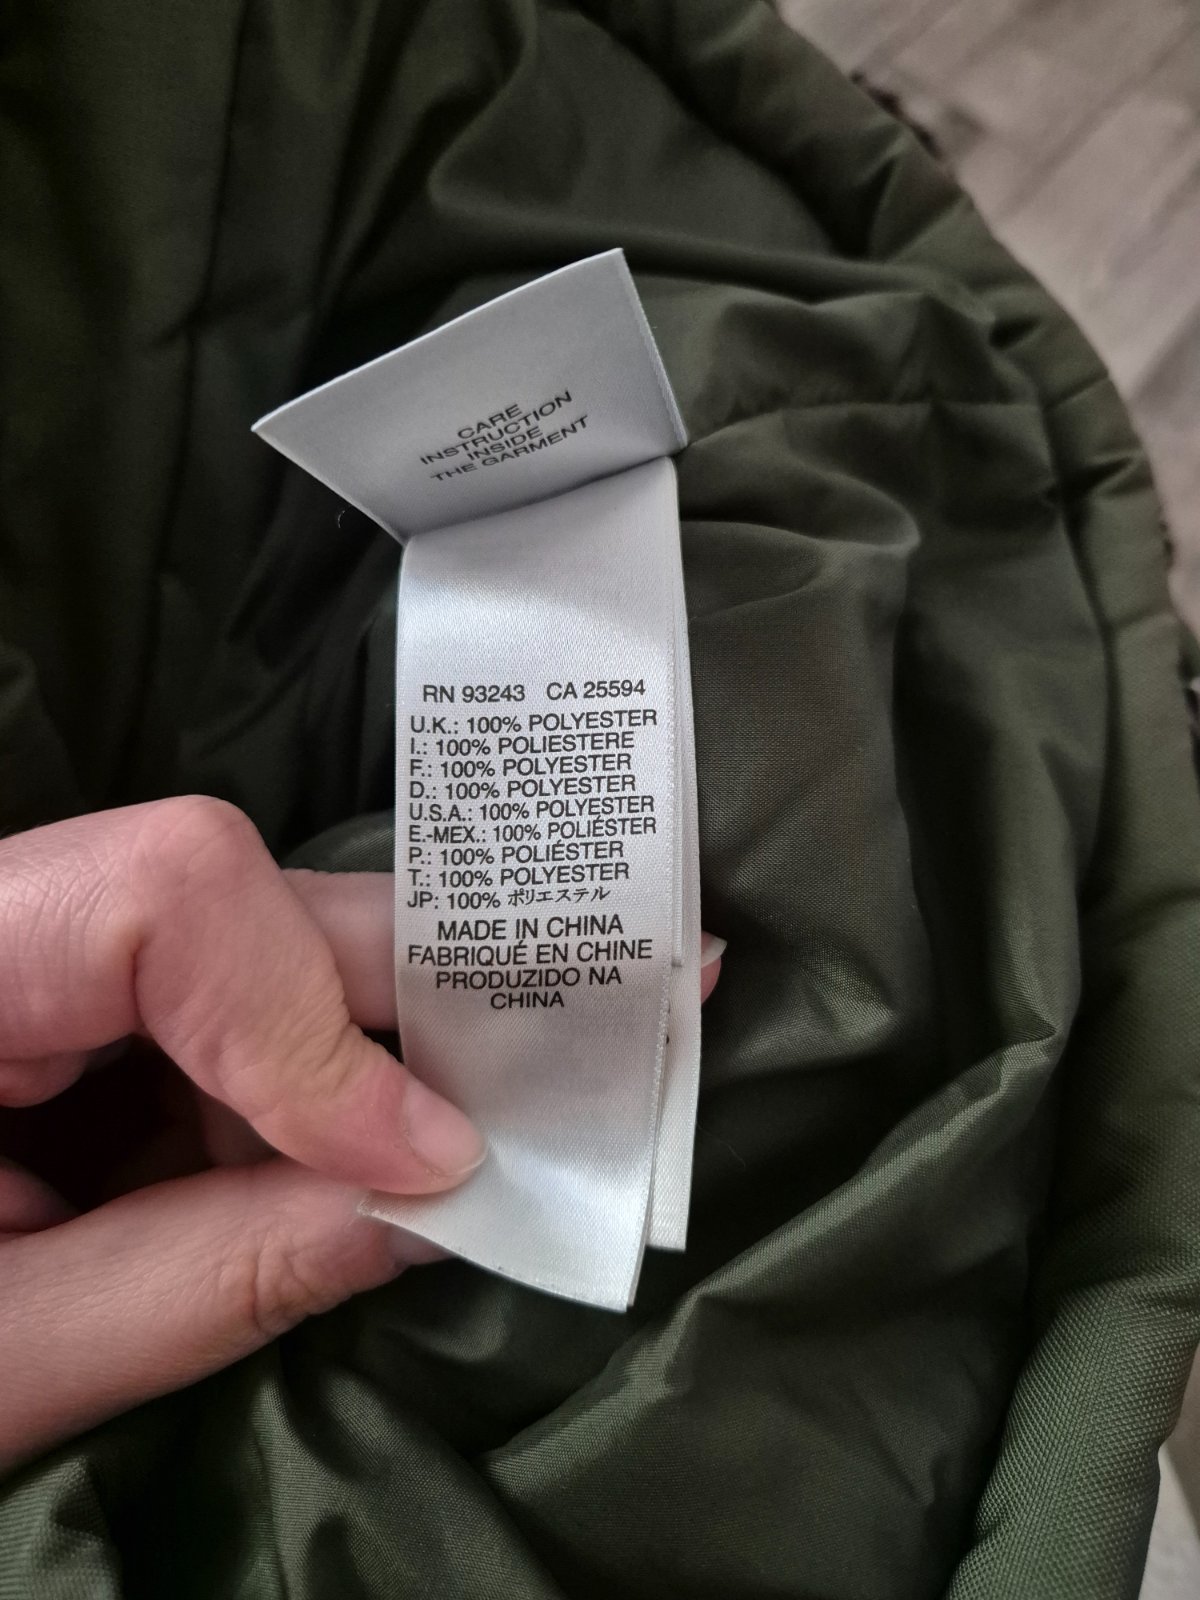 CARE
INSTRUCTION
INSIDE
THE GARMENT
RN 93243 CA 25594
U.K.: 100% POLYESTER
I.: 100% POLIESTERE
F.: 100% POLYESTER
D.: 100% POLYESTER
U.S.A.: 100% POLYESTER
E.-MEX.: 100% POLIÉSTER
P.: 100% POLIÉSTER
T.: 100% POLYESTER
JP: 100% ポリエステル
MADE IN CHINA
FABRIQUÉ EN CHINE
PRODUZIDO NA
CHINA